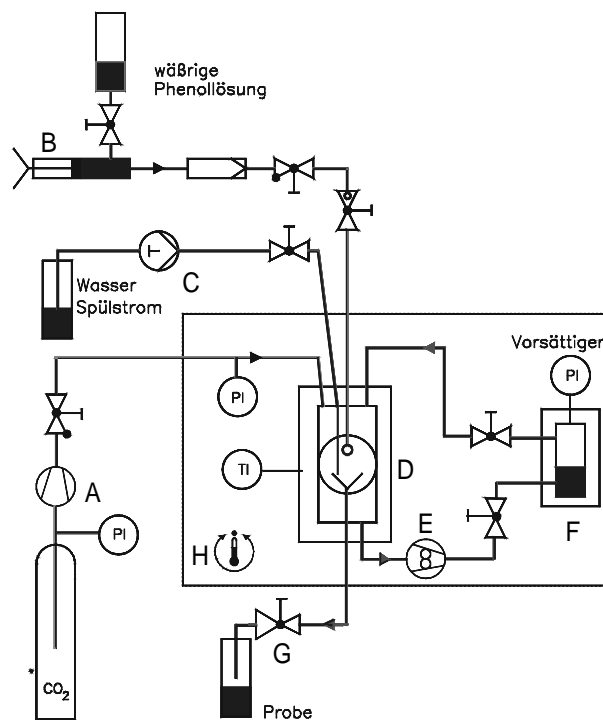 wäßrige
Phenollösung
B
C
Wasser
Spülstrom
Vorsättiger
PI
PI
TI
D
A
E
F
PI
H
G
CO₂
Probe